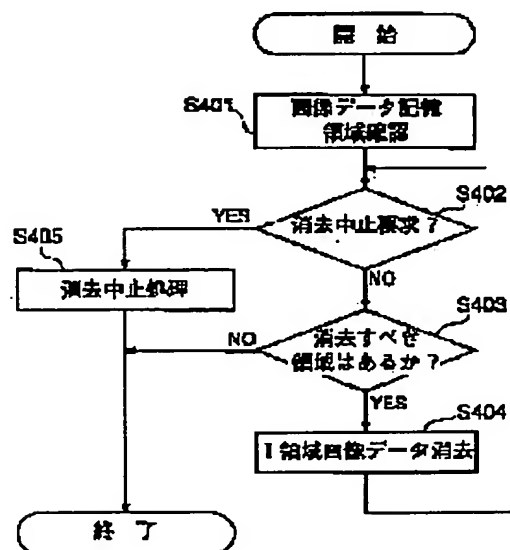 開始
S401
画像データ記憶
領域確認
S402
消去中止要求?
YES
NO
S405
消去中止処理
S403
消去すべき
領域はあるか?
NO
YES
S404
1領域画像データ消去
終了